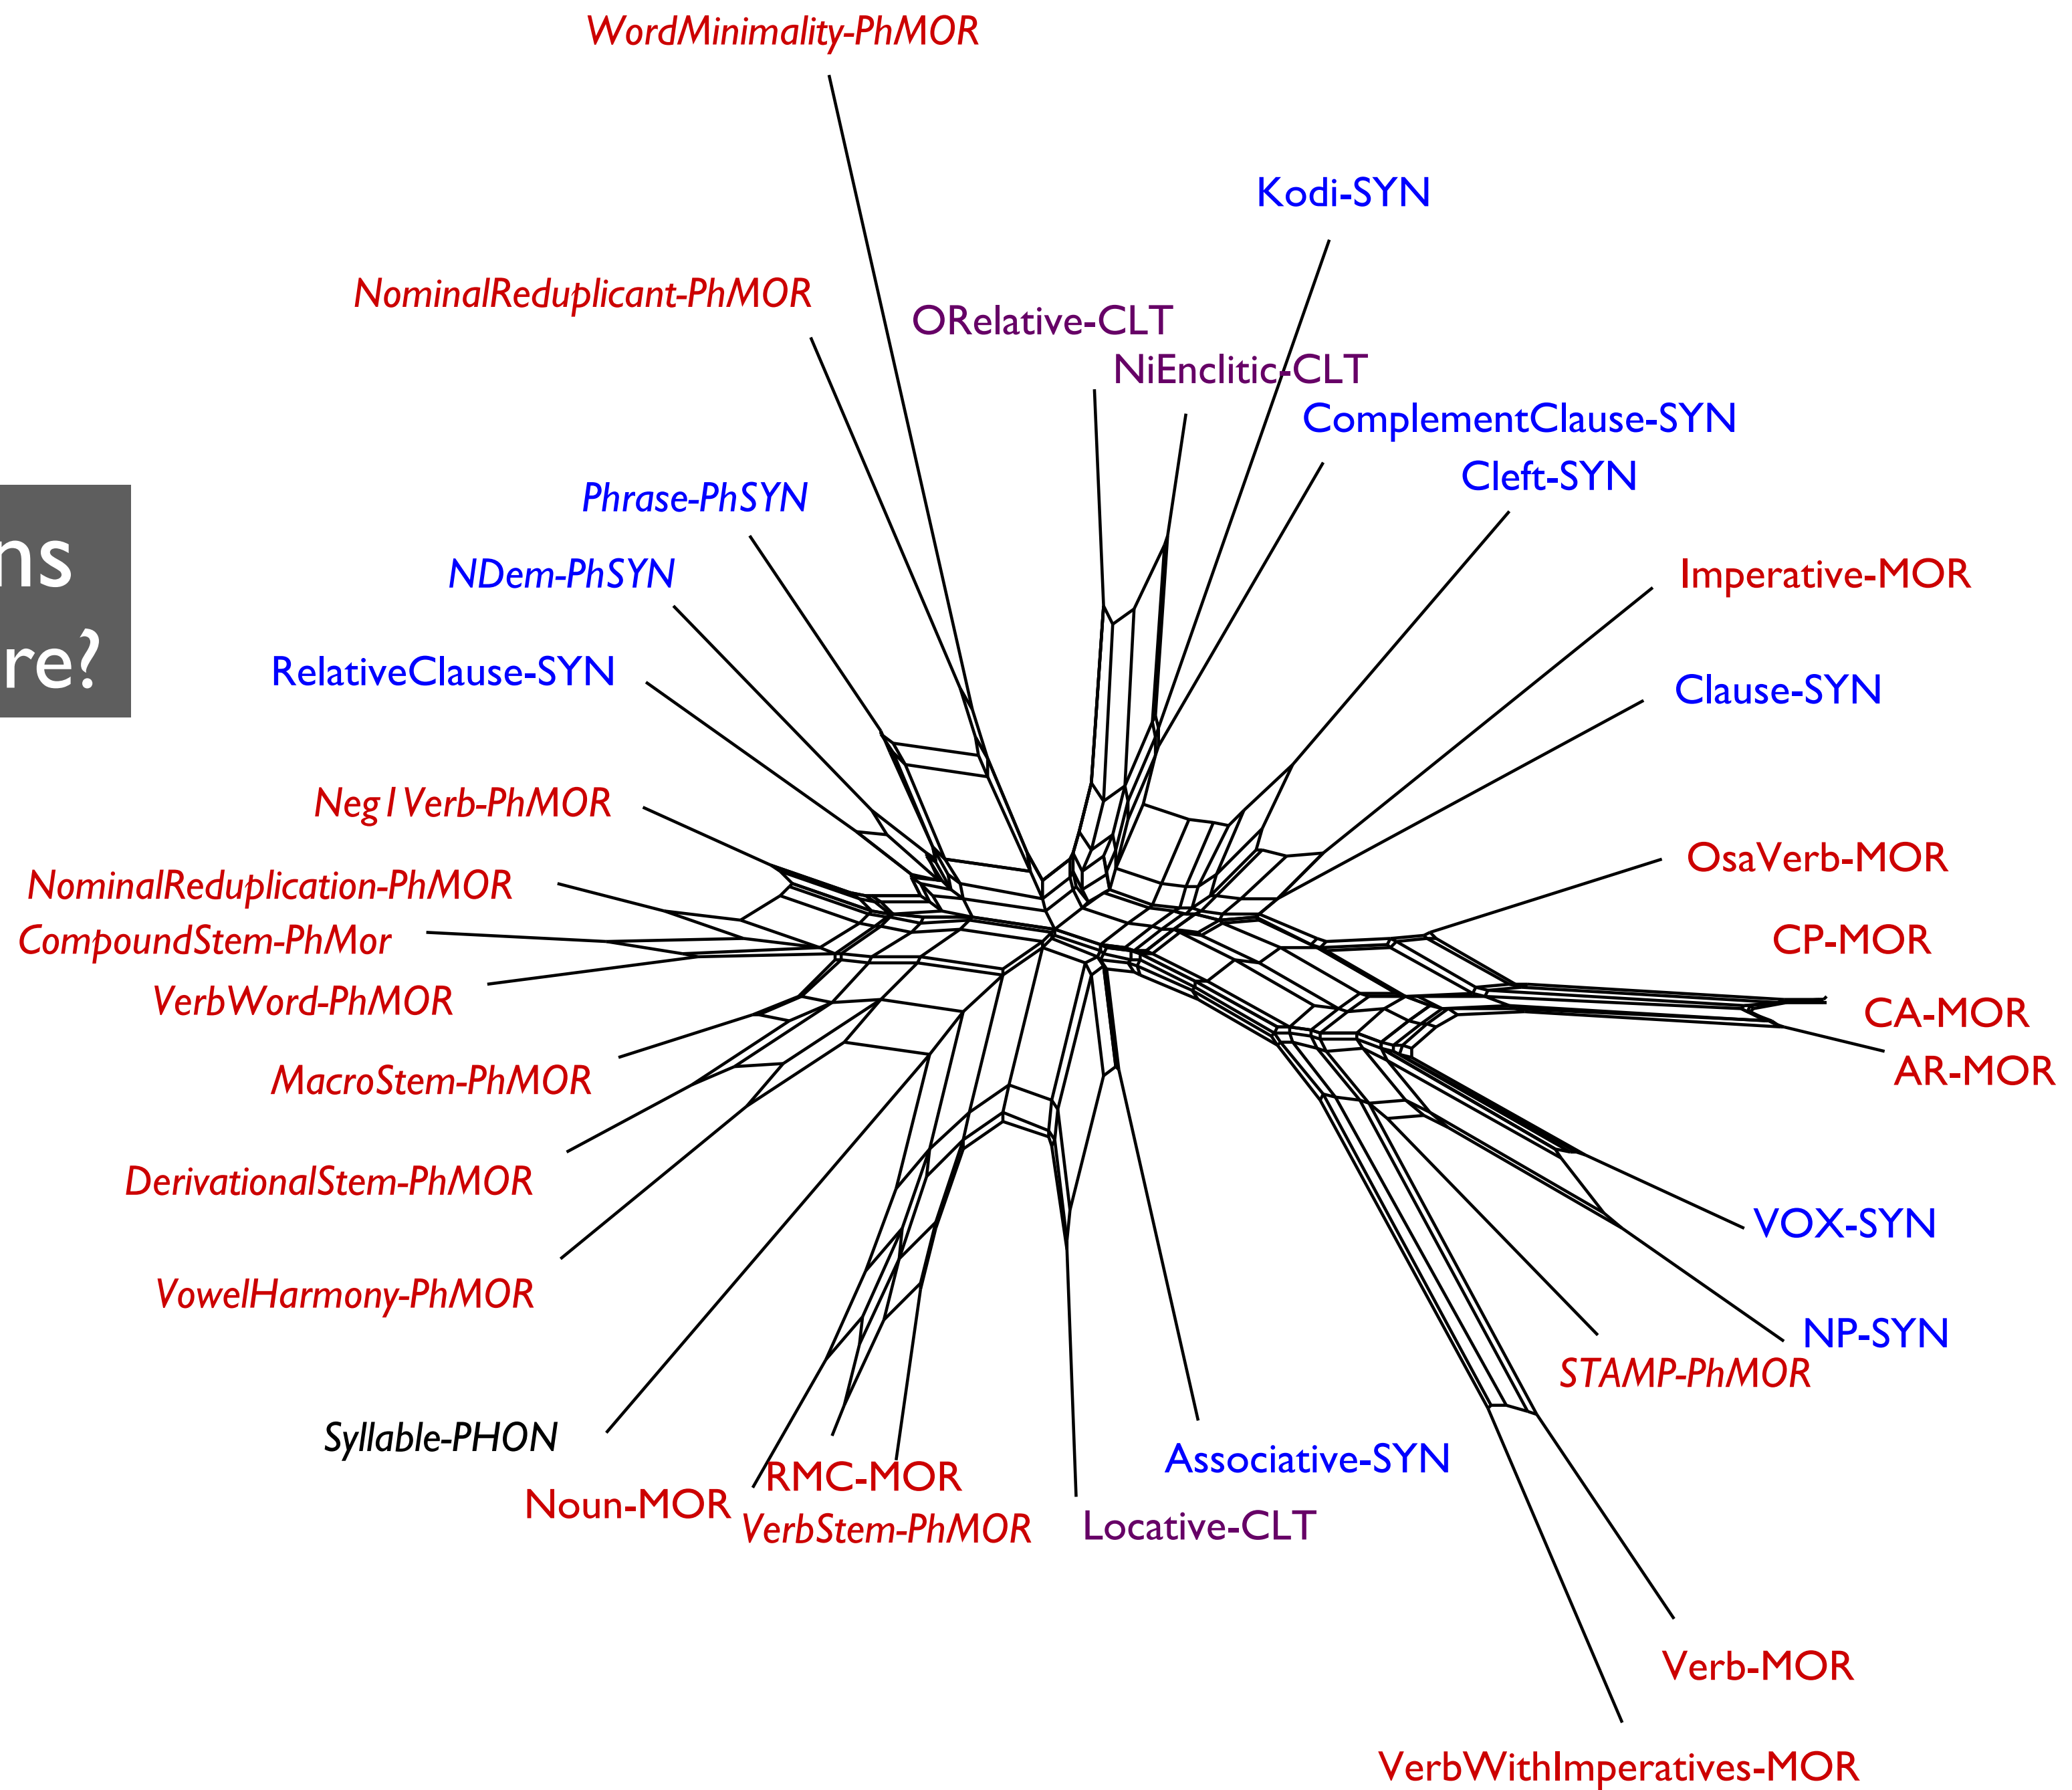 WordMinimality-PhMOR
Kodi-SYN
NominalReduplicant-PhMOR
ORelative-CLT
NiEnclitic-CLT
ComplementClause-SYN
Cleft-SYN
Phrase-PhSYN
ns
NDem-PhSYN
Imperative-MOR
re?
RelativeClause-SYN
Clause-SYN
Neg1Verb-PhMOR
OsaVerb-MOR
NominalReduplication-PhMOR
CompoundStem-PhMor
CP-MOR
VerbWord-PhMOR
CA-MOR
AR-MOR
MacroStem-PhMOR
DerivationalStem-PhMOR
VOX-SYN
VowelHarmony-PhMOR
NP-SYN
STAMP-PhMOR
Syllable-PHON
Associative-SYN
RMC-MOR
Noun-MOR
VerbStem-PhMOR
Locative-CLT
Verb-MOR
VerbWithImperatives-MOR